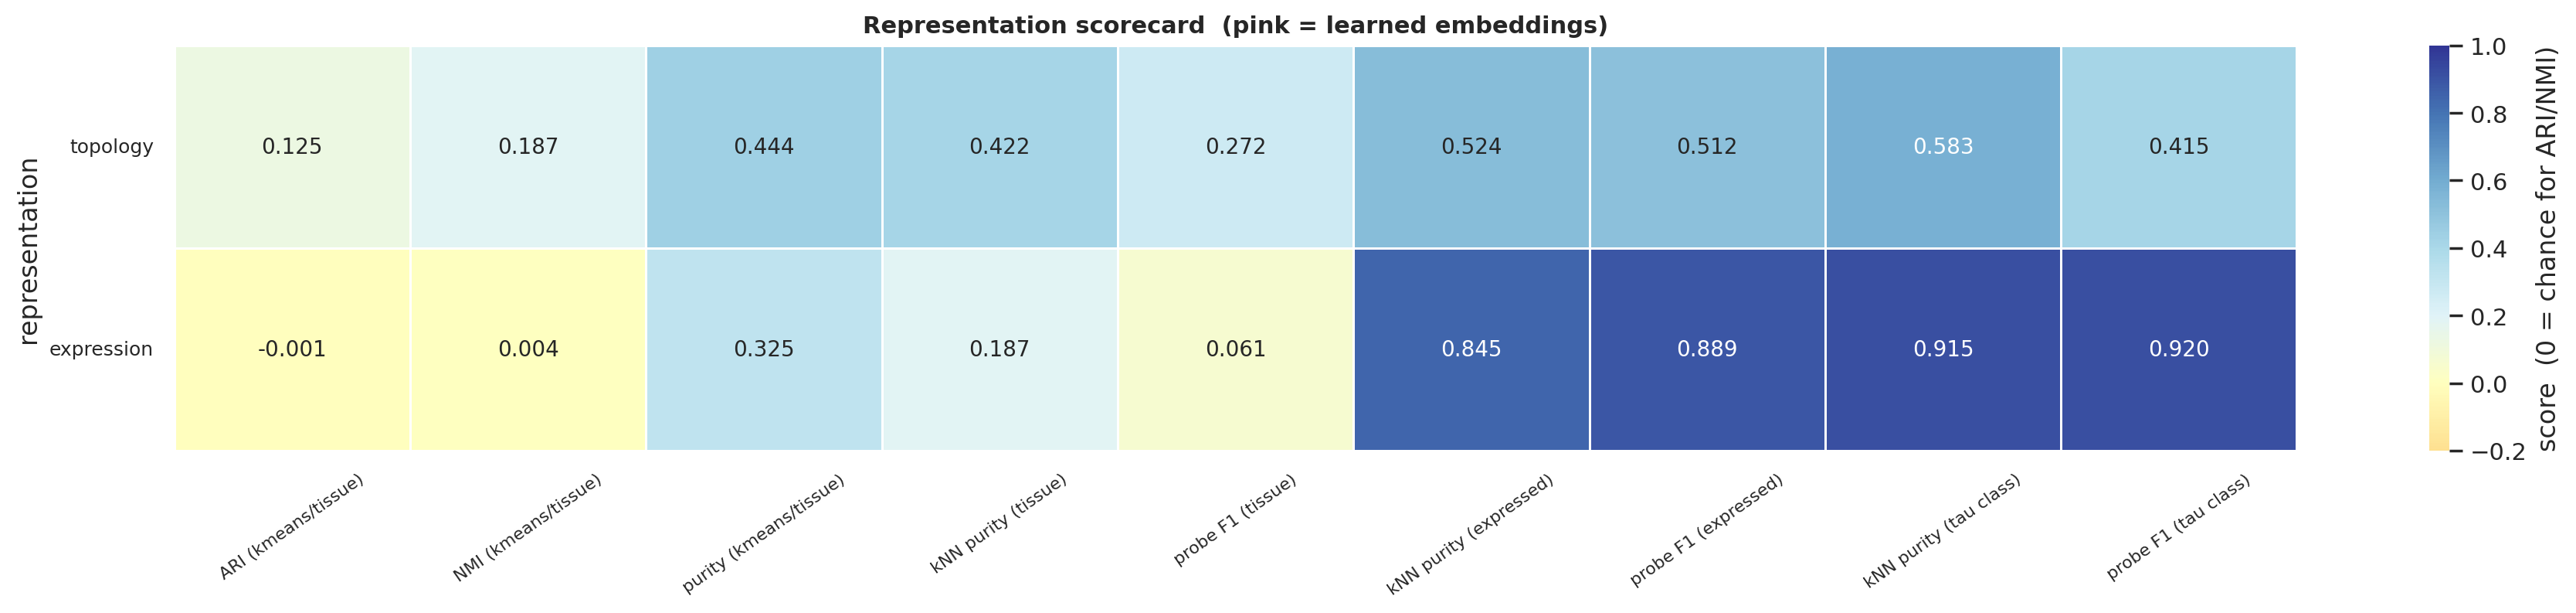 Representation scorecard  (pink = learned embeddings)
representation
topology
0.125 0.187 0.444 0.422 0.272 0.524 0.512 0.583 0.415
expression
-0.001 0.004 0.325 0.187 0.061 0.845 0.889 0.915 0.920
ARI (kmeans/tissue)
NMI (kmeans/tissue)
purity (kmeans/tissue)
kNN purity (tissue)
probe F1 (tissue)
kNN purity (expressed)
probe F1 (expressed)
kNN purity (tau class)
probe F1 (tau class)
1.0
0.8
0.6
0.4
0.2
0.0
−0.2
score  (0 = chance for ARI/NMI)